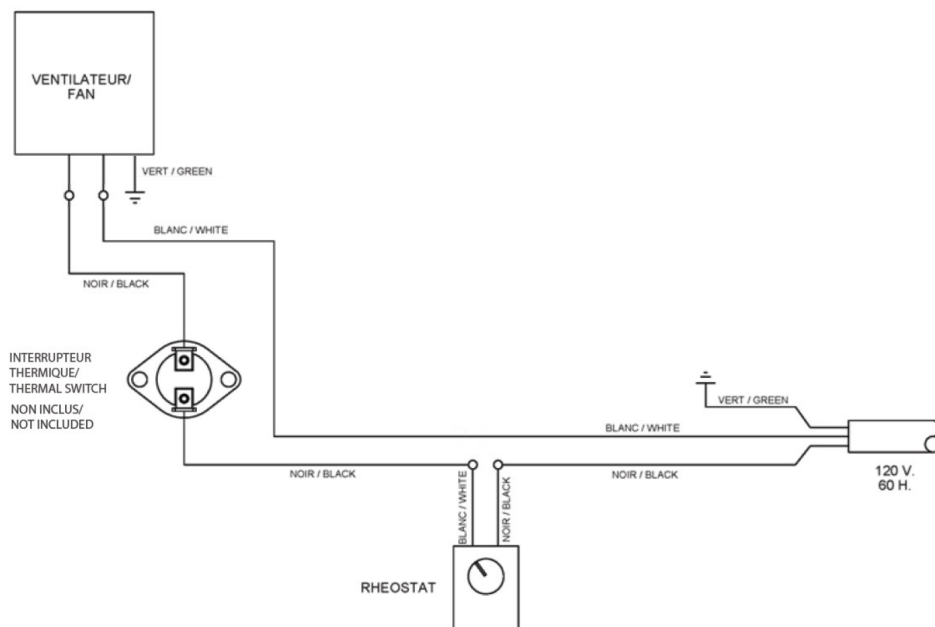 VENTILATEUR/
FAN
VERT / GREEN
BLANC / WHITE
NOIR / BLACK
INTERRUPTEUR
THERMIQUE/
THERMAL SWITCH
NON INCLUS/
NOT INCLUDED
VERT / GREEN
BLANC / WHITE
NOIR / BLACK
NOIR / BLACK
BLANC / WHITE
NOIR / BLACK
120 V.
60 H.
RHEOSTAT